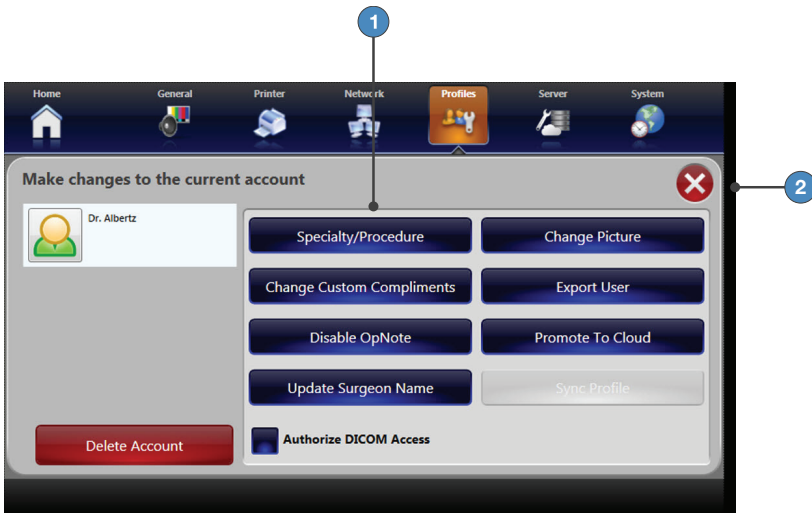 1
Home General Printer Network Profiles Server System
Make changes to the current account
2
Dr. Albertz
Specialty/Procedure Change Picture
Change Custom Compliments Export User
Disable OpNote Promote To Cloud
Update Surgeon Name Sync Profile
Delete Account Authorize DICOM Access